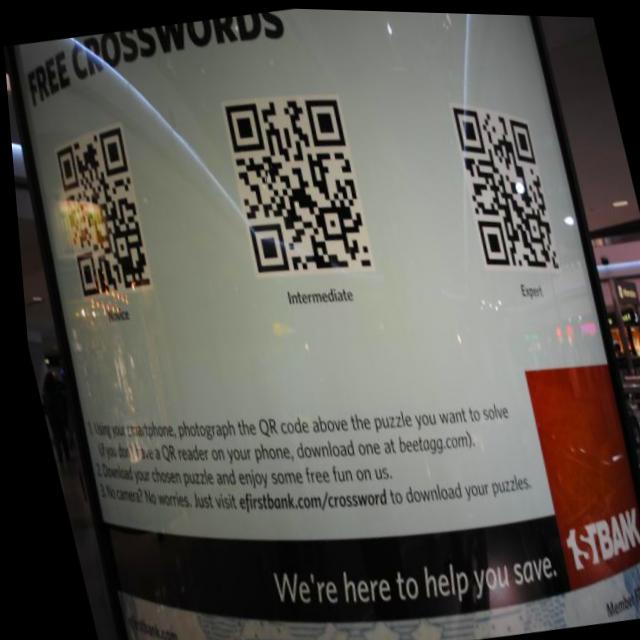 FREE CROSSWORDS
Novice
Intermediate
Expert
1. Using your smartphone, photograph the QR code above the puzzle you want to solve
(if you don't have a QR reader on your phone, download one at beetagg.com).
2. Download your chosen puzzle and enjoy some free fun on us.
3. No camera? No worries. Just visit efirstbank.com/crossword to download your puzzles.
1STBANK
We're here to help you save.
Member